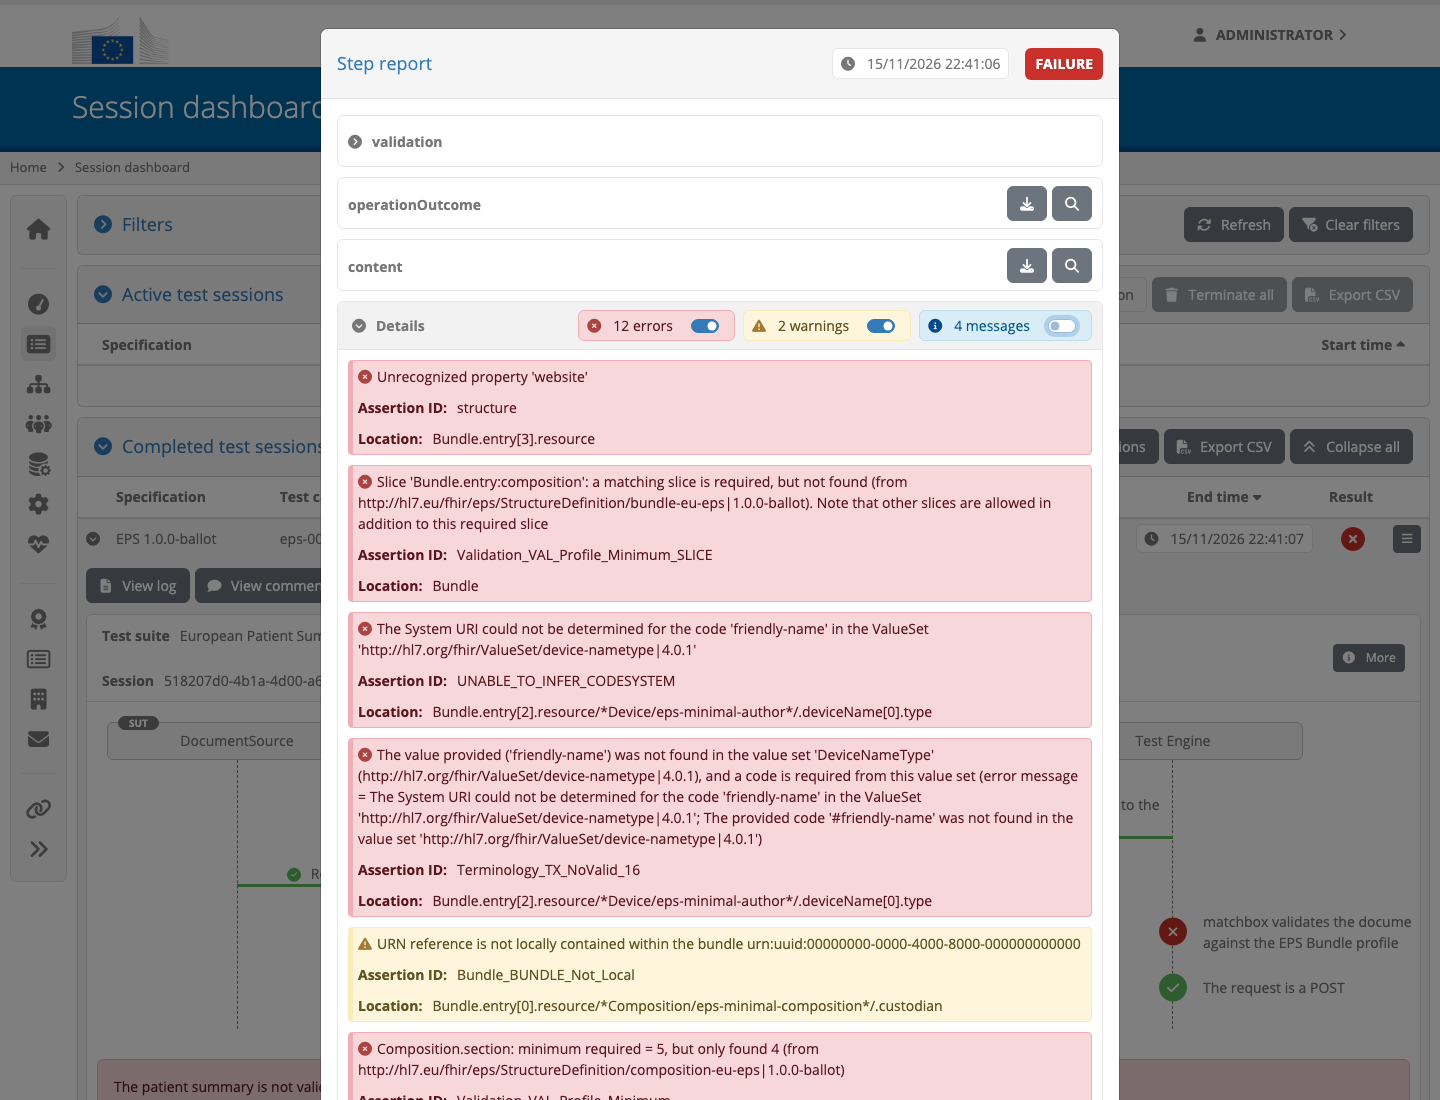 ADMINISTRATOR
Session dashboard
Home
Session dashboard
Filters
Refresh
Clear filters
Active test sessions
Terminate all
Export CSV
Specification
Start time
Completed test sessions
Export CSV
Collapse all
Specification
End time
Result
EPS 1.0.0-ballot
15/11/2026 22:41:07
View log
Test suite European Patient
More
Session 518207d0-4b1a-4d00-a6
SUT
DocumentSource
Test Engine
to the
matchbox validates the docume
against the EPS Bundle profile
The request is a POST
The patient summary is not
Step report
15/11/2026 22:41:06
FAILURE
validation
operationOutcome
content
Details
12 errors
2 warnings
4 messages
Unrecognized property 'website'
Assertion ID: structure
Location: Bundle.entry[3].resource
Slice 'Bundle.entry:composition': a matching slice is required, but not found (from
http://hl7.eu/fhir/eps/StructureDefinition/bundle-eu-eps|1.0.0-ballot). Note that other slices are allowed in
addition to this required slice
Assertion ID: Validation_VAL_Profile_Minimum_SLICE
Location: Bundle
The System URI could not be determined for the code 'friendly-name' in the ValueSet
'http://hl7.org/fhir/ValueSet/device-nametype|4.0.1'
Assertion ID: UNABLE_TO_INFER_CODESYSTEM
Location: Bundle.entry[2].resource/*Device/eps-minimal-author*/.deviceName[0].type
The value provided ('friendly-name') was not found in the value set 'DeviceNameType'
(http://hl7.org/fhir/ValueSet/device-nametype|4.0.1), and a code is required from this value set (error message
= The System URI could not be determined for the code 'friendly-name' in the ValueSet
'http://hl7.org/fhir/ValueSet/device-nametype|4.0.1'; The provided code '#friendly-name' was not found in the
value set 'http://hl7.org/fhir/ValueSet/device-nametype|4.0.1')
Assertion ID: Terminology_TX_NoValid_16
Location: Bundle.entry[2].resource/*Device/eps-minimal-author*/.deviceName[0].type
URN reference is not locally contained within the bundle urn:uuid:00000000-0000-4000-8000-000000000000
Assertion ID: Bundle_BUNDLE_Not_Local
Location: Bundle.entry[0].resource/*Composition/eps-minimal-composition*/.custodian
Composition.section: minimum required = 5, but only found 4 (from
http://hl7.eu/fhir/eps/StructureDefinition/composition-eu-eps|1.0.0-ballot)
Assertion ID: Validation_VAL_Profile_Minimum